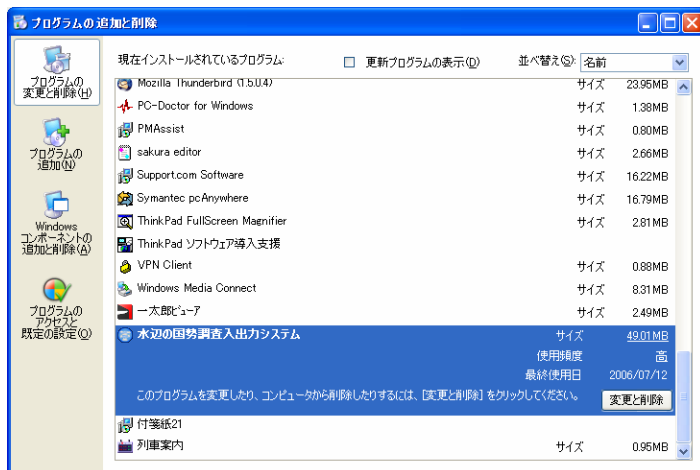 プログラムの追加と削除
現在インストールされているプログラム:
更新プログラムの表示(D)
並べ替え(S): 名前
プログラムの
変更と削除(H)
プログラムの
追加(N)
Windows
コンポーネントの
追加と削除(A)
プログラムの
アクセスと
既定の設定(O)
Mozilla Thunderbird (1.5.0.4) サイズ 23.95MB
PC-Doctor for Windows サイズ 1.38MB
PMAssist サイズ 0.80MB
sakura editor サイズ 2.66MB
Support.com Software サイズ 16.22MB
Symantec pcAnywhere サイズ 16.79MB
ThinkPad FullScreen Magnifier サイズ 2.81MB
ThinkPad ソフトウェア導入支援
VPN Client サイズ 0.88MB
Windows Media Connect サイズ 8.31MB
一太郎ビューア サイズ 2.49MB
水辺の国勢調査入出力システム サイズ 49.01MB
使用頻度 高
最終使用日 2006/07/12
このプログラムを変更したり、コンピュータから削除したりするには、[変更と削除] をクリックしてください。 変更と削除
付箋紙21
列車案内 サイズ 0.95MB